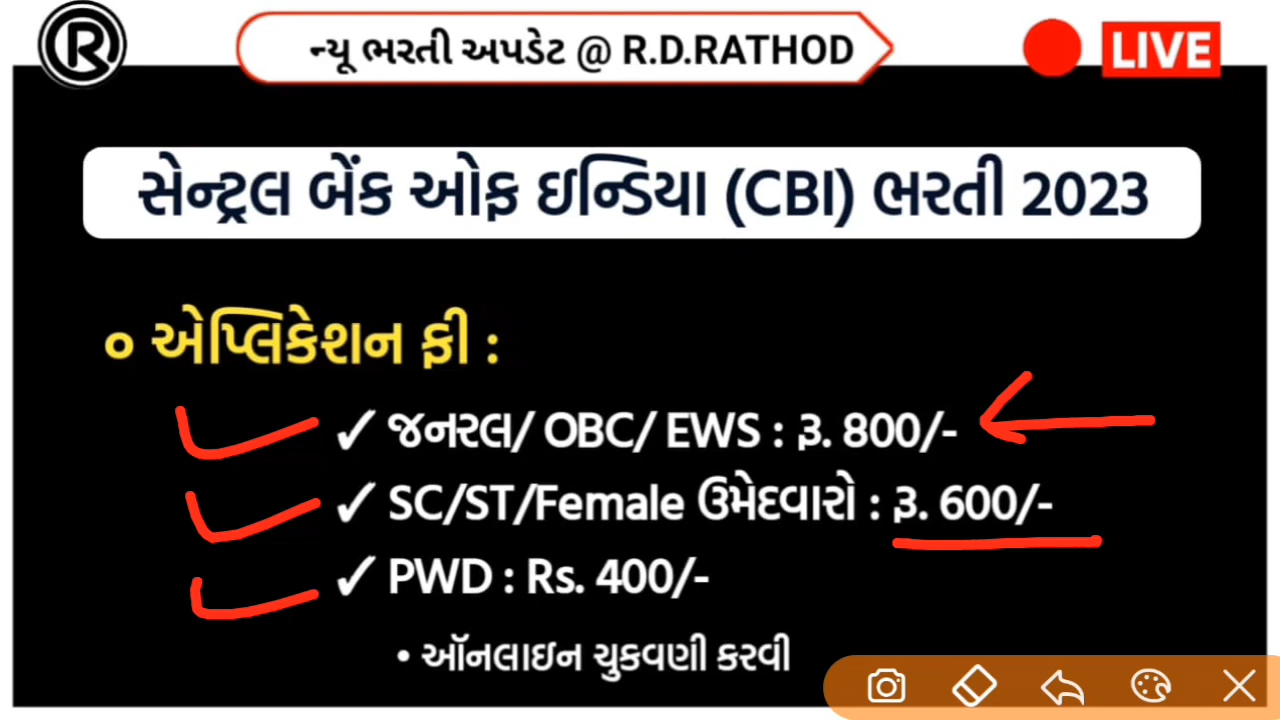 R
ન્યૂ ભરતી અપડેટ @ R.D.RATHOD
LIVE
સેન્ટ્રલ બેંક ઓફ ઇન્ડિયા (CBI) ભરતી 2023
એપ્લિકેશન ફી :
✓ જનરલ/ OBC/ EWS : રૂ. 800/-
✓ SC/ST/Female ઉમેદવારો : રૂ. 600/-
✓ PWD : Rs. 400/-
• ઑનલાઇન ચુકવણી કરવી